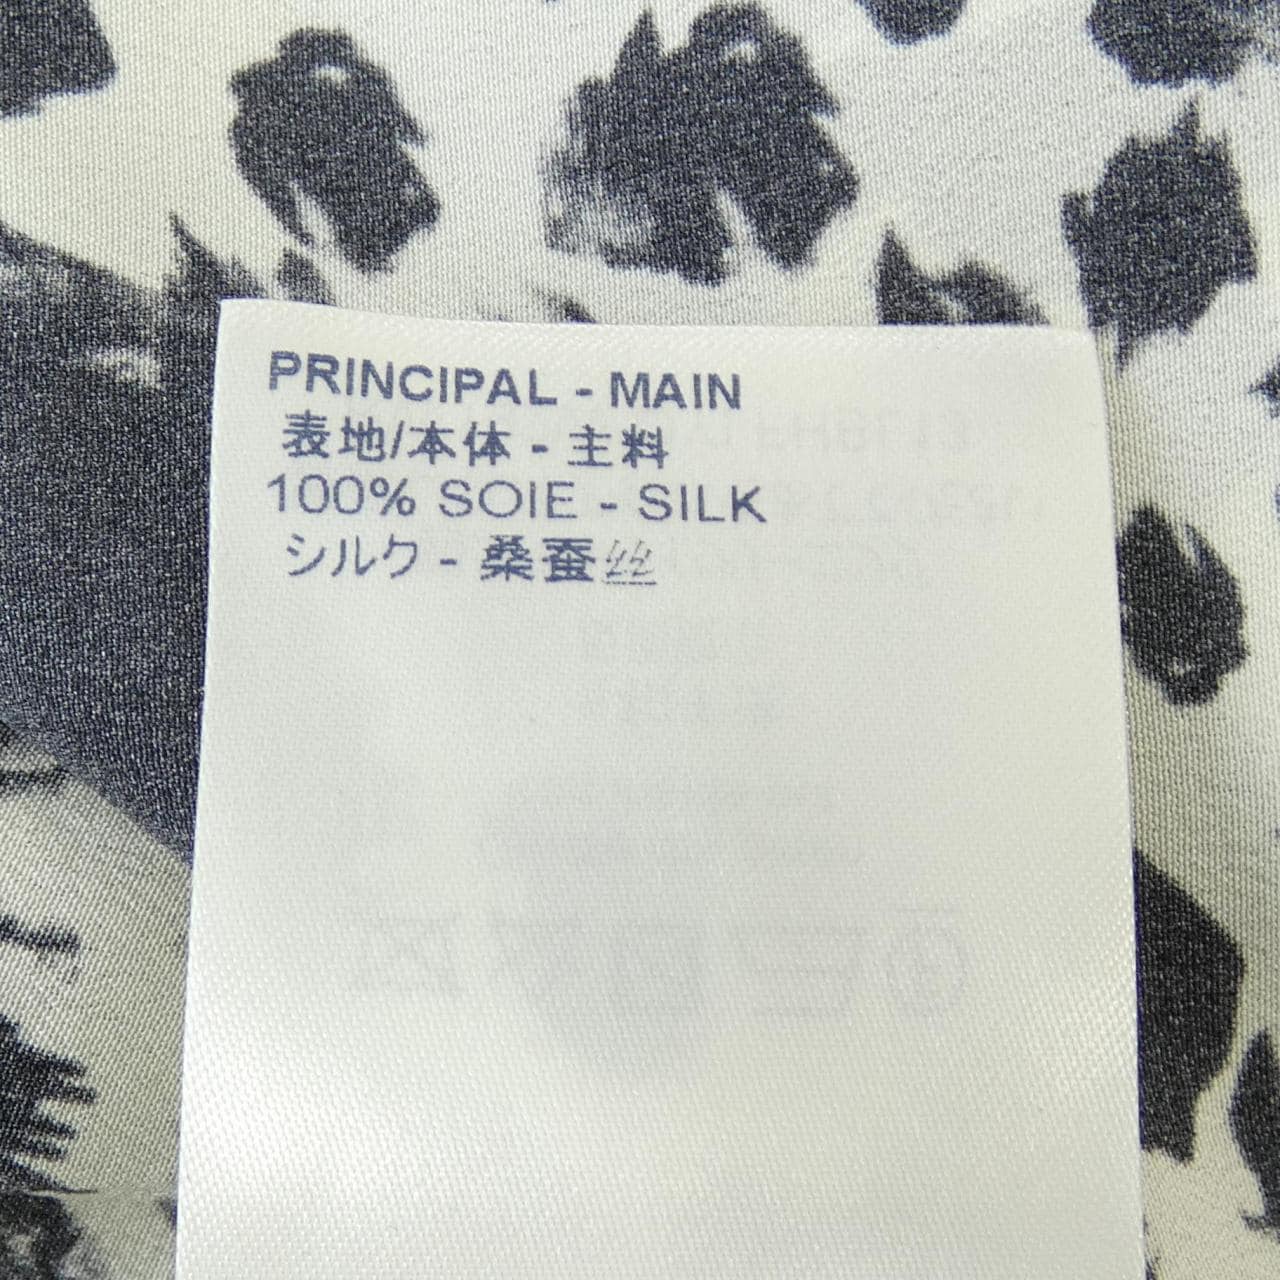 PRINCIPAL - MAIN
表地/本体 - 主料
100% SOIE - SILK
シルク - 桑蚕丝